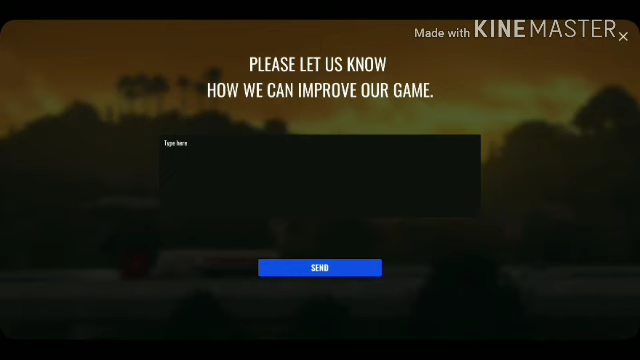 Made with KINEMASTER
PLEASE LET US KNOW
HOW WE CAN IMPROVE OUR GAME.
Type here
SEND